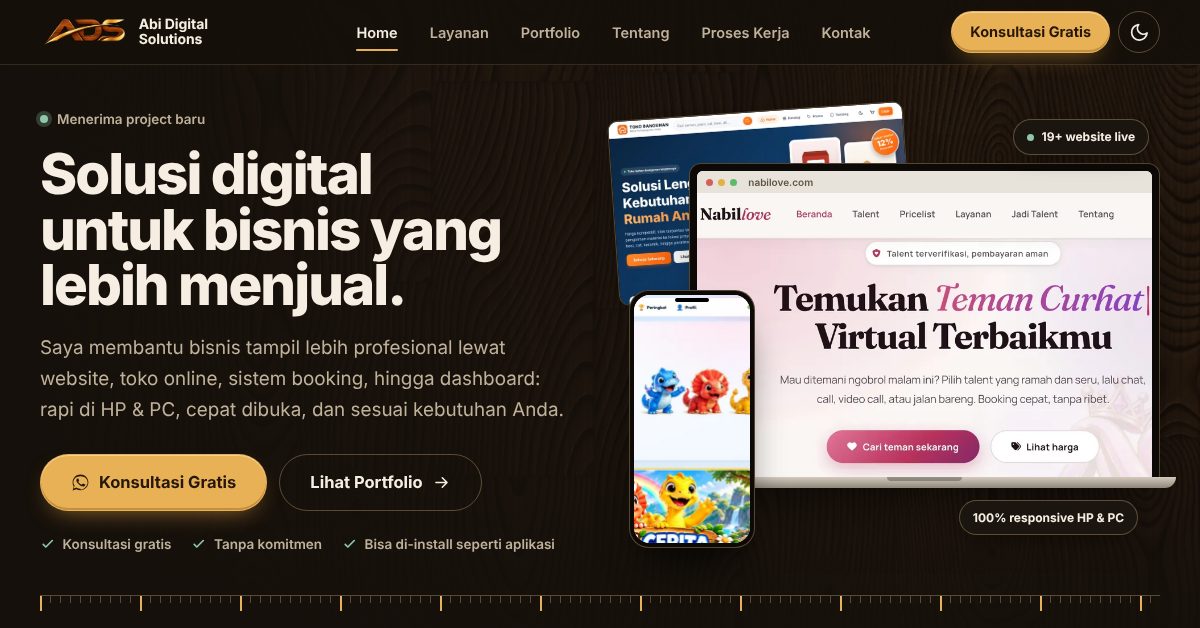 ADS
Abi Digital
Solutions
Home
Layanan
Portfolio
Tentang
Proses Kerja
Kontak
Konsultasi Gratis
Menerima project baru
Solusi digital
untuk bisnis yang
lebih menjual.
Saya membantu bisnis tampil lebih profesional lewat
website, toko online, sistem booking, hingga dashboard:
rapi di HP & PC, cepat dibuka, dan sesuai kebutuhan Anda.
Konsultasi Gratis
Lihat Portfolio
Konsultasi gratis
Tanpa komitmen
Bisa di-install seperti aplikasi
TOKO BANGUNAN
12%
Solusi Len
Kebutuhan
Rumah An
19+ website live
nabilove.com
Nabillove
Beranda
Talent
Pricelist
Layanan
Jadi Talent
Tentang
Talent terverifikasi, pembayaran aman
Temukan Teman Curhat
Virtual Terbaikmu
Mau ditemani ngobrol malam ini? Pilih talent yang ramah dan seru, lalu chat,
call, video call, atau jalan bareng. Booking cepat, tanpa ribet.
Cari teman sekarang
Lihat harga
Peringkat
Profil
CERITA
100% responsive HP & PC